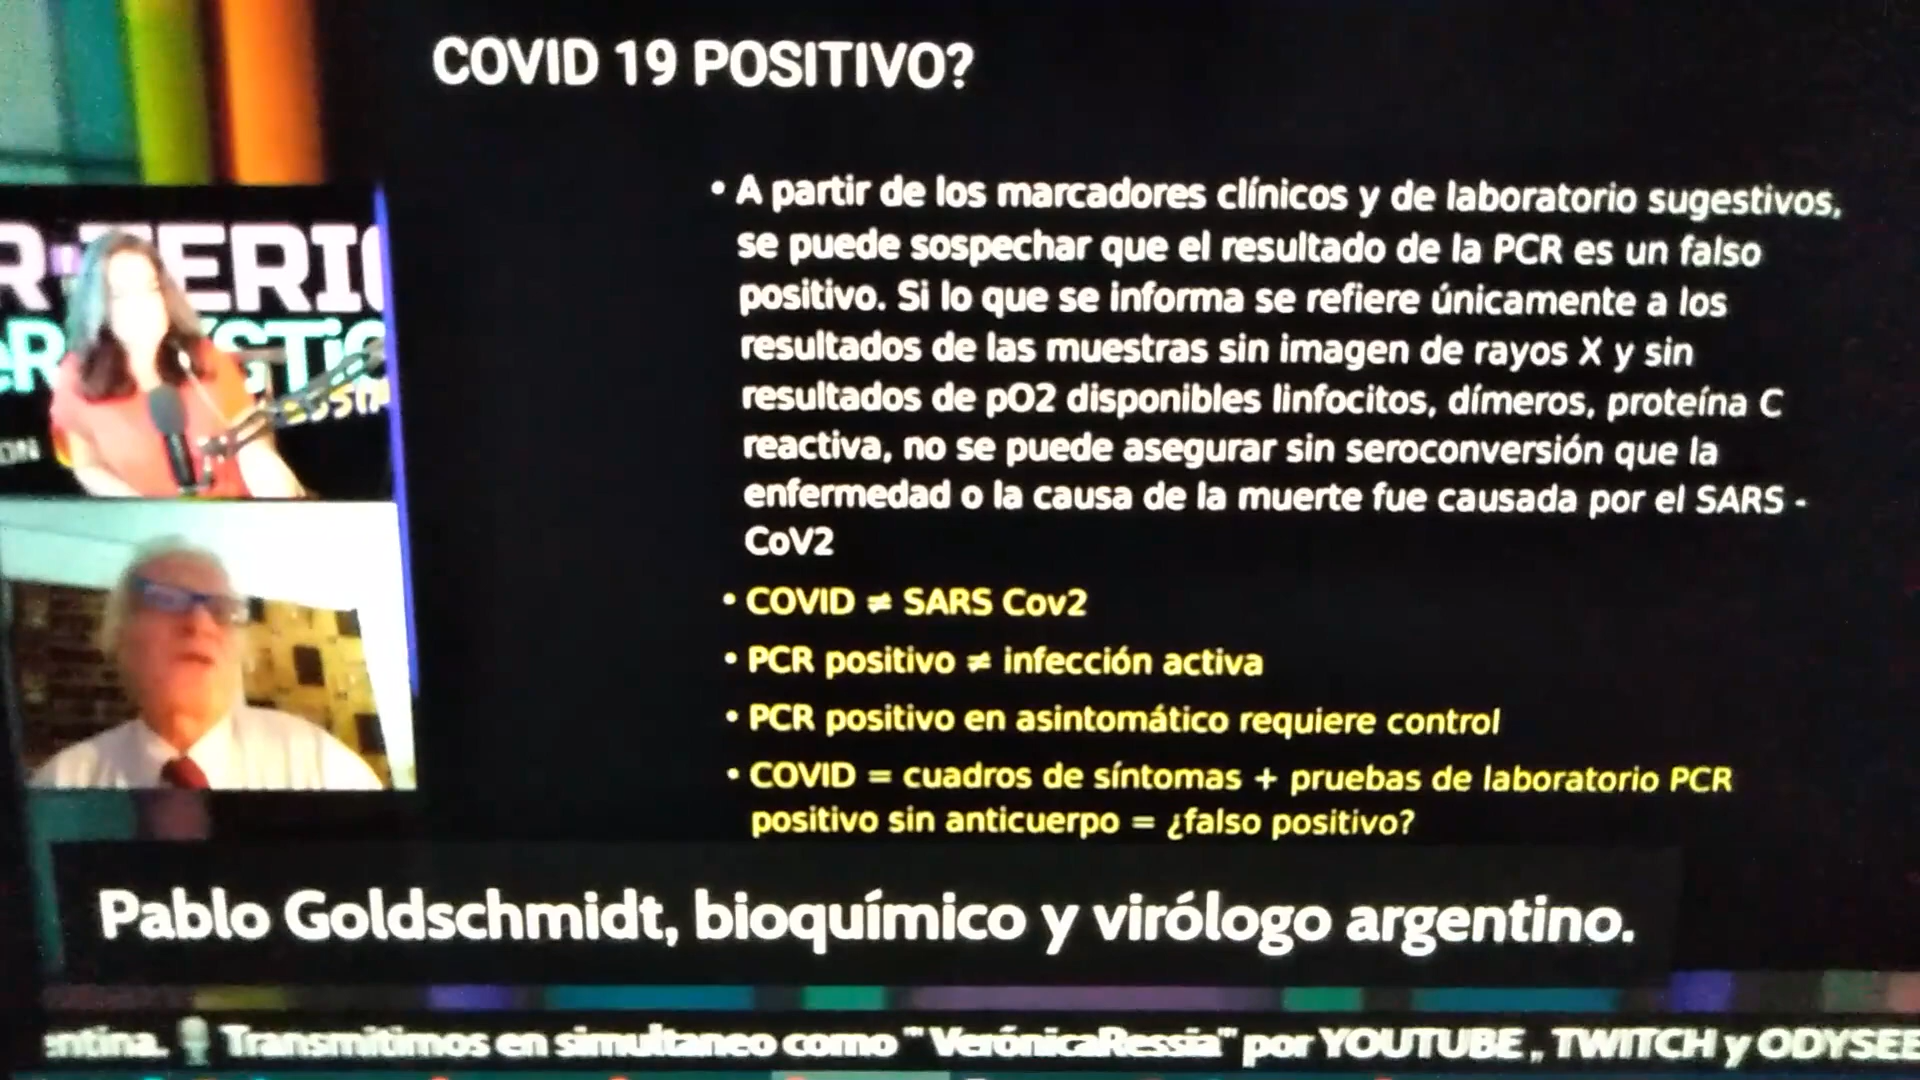 COVID 19 POSITIVO?
• A partir de los marcadores clínicos y de laboratorio sugestivos,
se puede sospechar que el resultado de la PCR es un falso
positivo. Si lo que se informa se refiere únicamente a los
resultados de las muestras sin imagen de rayos X y sin
resultados de pO2 disponibles linfocitos, dímeros, proteína C
reactiva, no se puede asegurar sin seroconversión que la
enfermedad o la causa de la muerte fue causada por el SARS -
CoV2
• COVID ≠ SARS Cov2
• PCR positivo ≠ infección activa
• PCR positivo en asintomático requiere control
• COVID = cuadros de síntomas + pruebas de laboratorio PCR
positivo sin anticuerpo = ¿falso positivo?
Pablo Goldschmidt, bioquímico y virólogo argentino.
entina. Transmitimos en simultaneo como "VerónicaRessia" por YOUTUBE, TWITCH y ODYSEE